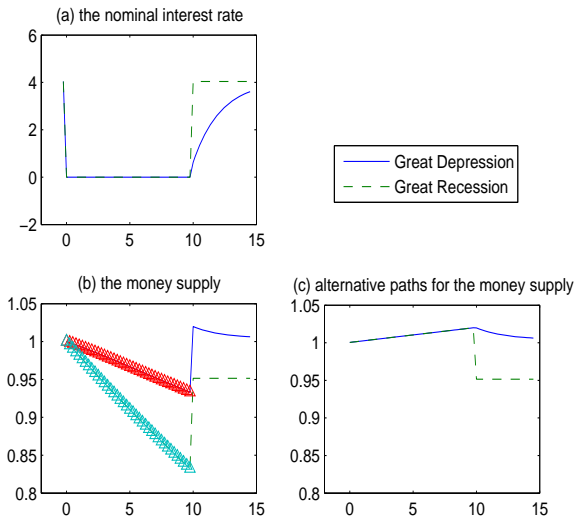 (a) the nominal interest rate
6
4
2
0
−2
0 5 10 15
Great Depression
Great Recession
(b) the money supply
1.05
1
0.95
0.9
0.85
0.8
0 5 10 15
(c) alternative paths for the money supply
1.05
1
0.95
0.9
0.85
0.8
0 5 10 15